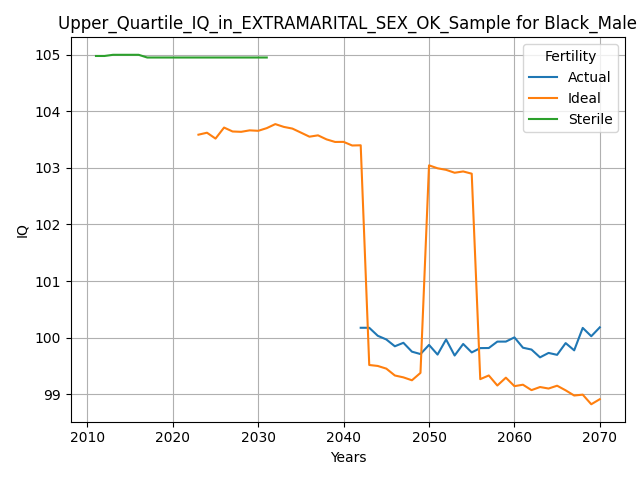 Upper_Quartile_IQ_in_EXTRAMARITAL_SEX_OK_Sample for Black_Male
Fertility
Actual
Ideal
Sterile
IQ
105
104
103
102
101
100
99
2010 2020 2030 2040 2050 2060 2070
Years